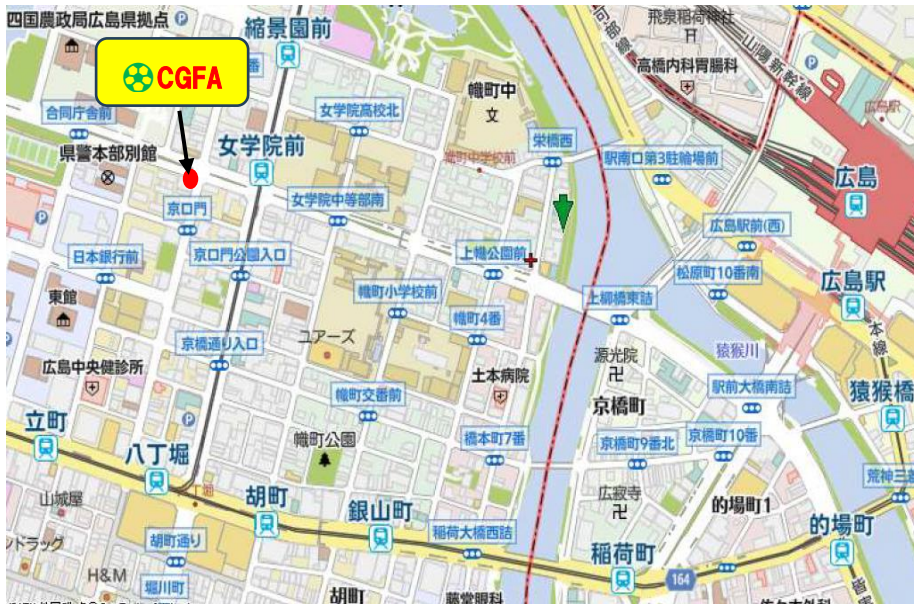 四国農政局広島県拠点
縮景園前
CGFA
合同庁舎前
県警本部別館
女学院前
女学院高校北
幟町中
文
飛泉稲荷神社
山陽新幹線
高橋内科胃腸科
広島駅
栄橋西
幟町中学校前
駅南口第3駐輪場前
広島
女学院中等部南
京口門
広島駅前(西)
日本銀行前
京口門公園入口
上幟公園前
松原町10番南
東館
幟町小学校前
上柳橋東詰
広島駅
幟町4番
本線
京橋通り入口
ユアーズ
猿猴川
源光院
広島中央健診所
土本病院
駅前大橋南詰
猿猴橋
幟町交番前
京橋町
立町
幟町公園
橋本町7番
京橋町9番北
京橋町10番
八丁堀
荒神三
山城屋
胡町
銀山町
広寂寺
的場町1
ンドラッグ
胡町通り
稲荷大橋西詰
稲荷町
的場町
164
H&M
堀川町
胡町
藤堂眼科